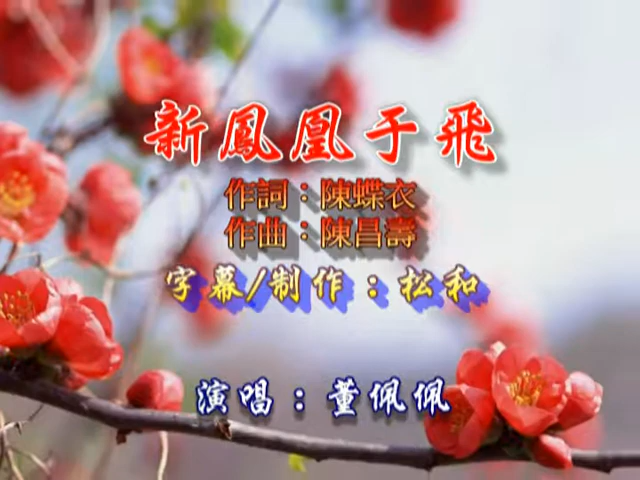 新鳳凰于飛
作詞：陳蝶衣
作曲：陳昌壽
字幕/制作：松和
演唱：董佩佩